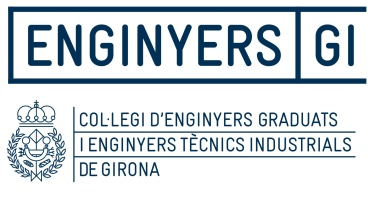 ENGINYERS GI
COL·LEGI D'ENGINYERS GRADUATS
I ENGINYERS TÈCNICS INDUSTRIALS
DE GIRONA